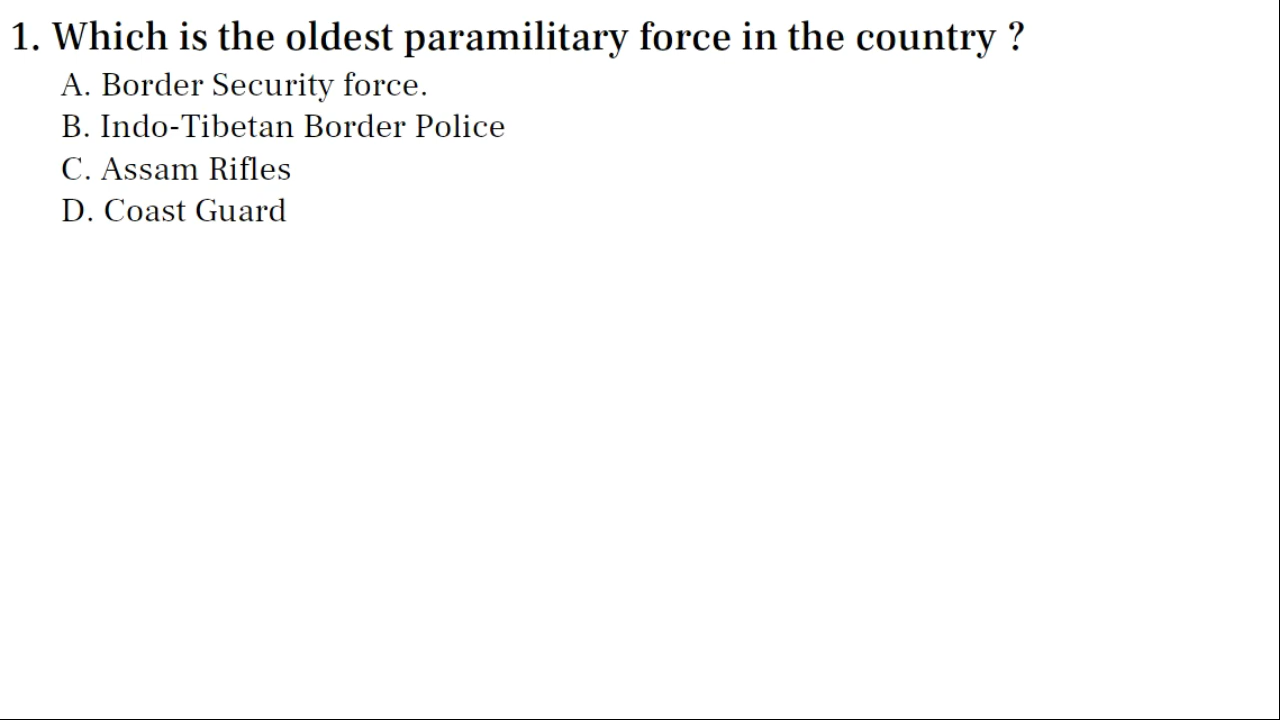 1. Which is the oldest paramilitary force in the country ?
A. Border Security force.
B. Indo-Tibetan Border Police
C. Assam Rifles
D. Coast Guard